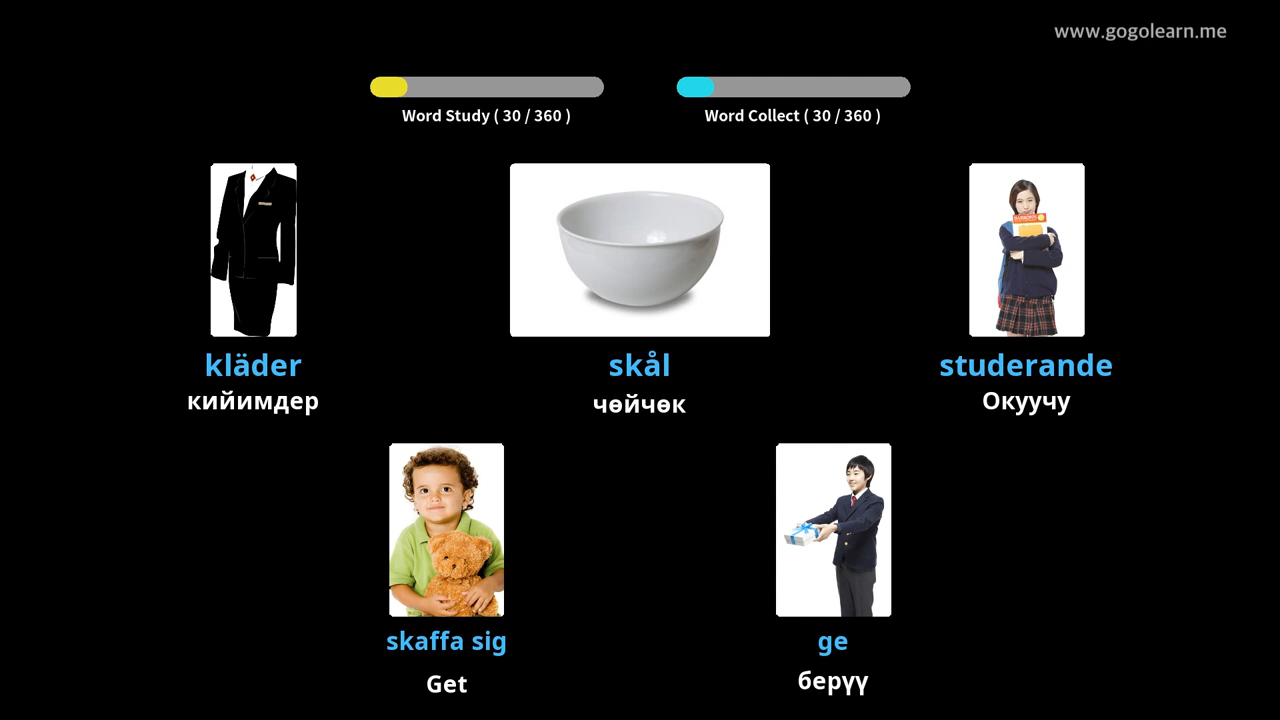 www.gogolearn.me
Word Study ( 30 / 360 )
Word Collect ( 30 / 360 )
kläder
skål
studerande
кийимдер
чөйчөк
Окуучу
skaffa sig
ge
Get
берүү